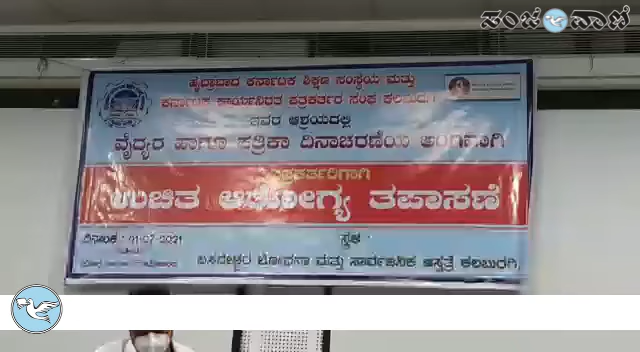 ಸಂಜೆವಾಣಿ
ಹೈದ್ರಾಬಾದ ಕರ್ನಾಟಕ ಶಿಕ್ಷಣ ಸಂಸ್ಥೆಯ ಮತ್ತು
ಕರ್ನಾಟಕ ಕಾರ್ಯನಿರತ ಪತ್ರಕರ್ತರ ಸಂಘ ಕಲಬುರಗಿ
ಇವರ ಆಶ್ರಯದಲ್ಲಿ
ವೈದ್ಯರ ಹಾಗೂ ಪತ್ರಿಕಾ ದಿನಾಚರಣೆಯ ಅಂಗವಾಗಿ
ಪತ್ರಕರ್ತರಿಗಾಗಿ
ಉಚಿತ ಆರೋಗ್ಯ ತಪಾಸಣೆ
ದಿನಾಂಕ : 01-07-2021
ಸ್ಥಳ :
ಬಸವೇಶ್ವರ ಬೋಧನಾ ಮತ್ತು ಸಾರ್ವಜನಿಕ ಆಸ್ಪತ್ರೆ ಕಲಬುರಗಿ.